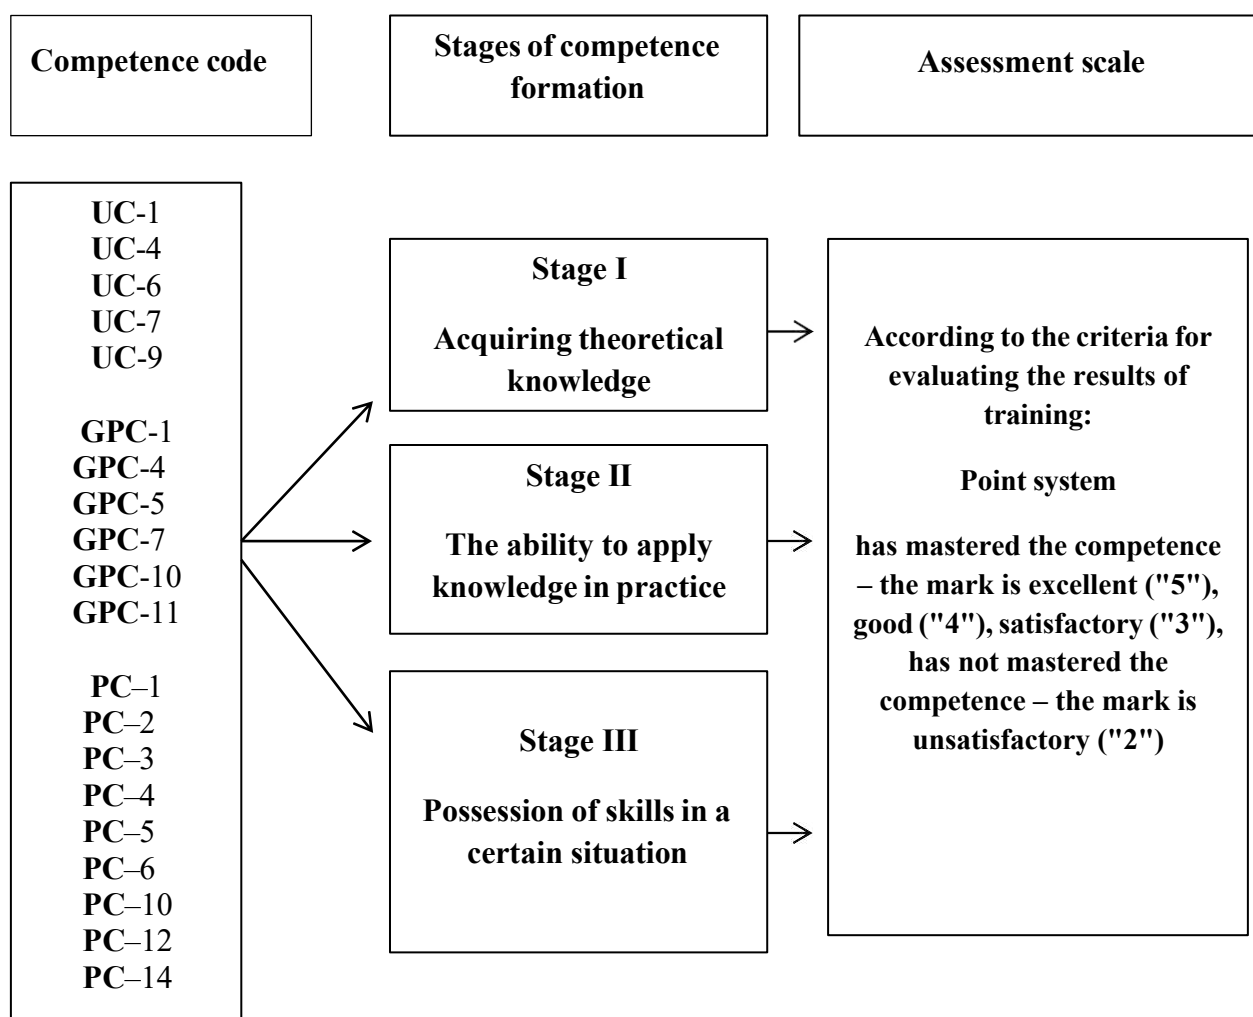 Competence code
Stages of competence
formation
Assessment scale
UC-1
UC-4
UC-6
UC-7
UC-9
GPC-1
GPC-4
GPC-5
GPC-7
GPC-10
GPC-11
PC–1
PC–2
PC–3
PC–4
PC–5
PC–6
PC–10
PC–12
PC–14
Stage I
Acquiring theoretical
knowledge
Stage II
The ability to apply
knowledge in practice
Stage III
Possession of skills in a
certain situation
According to the criteria for
evaluating the results of
training:
Point system
has mastered the competence
– the mark is excellent ("5"),
good ("4"), satisfactory ("3"),
has not mastered the
competence – the mark is
unsatisfactory ("2")